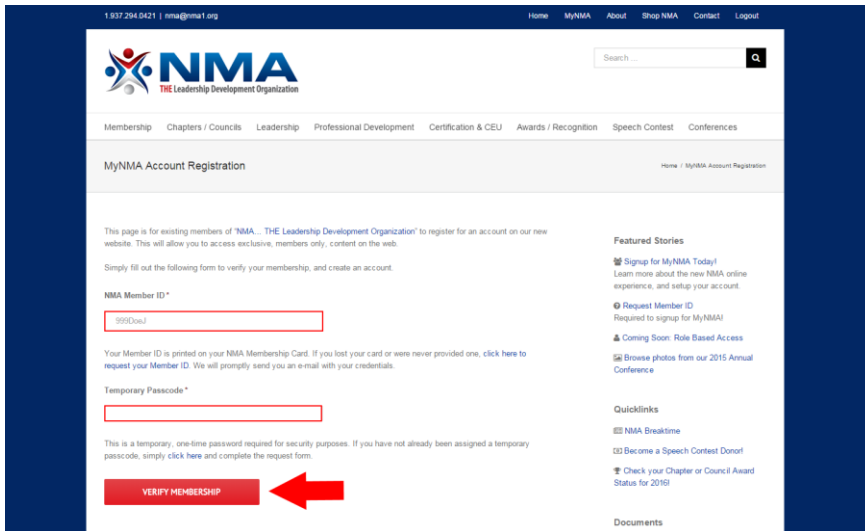 1.937.294.0421 | nma@nma1.org
Home MyNMA About Shop NMA Contact Logout
NMA
THE Leadership Development Organization
Search ...
Membership Chapters / Councils Leadership Professional Development Certification & CEU Awards / Recognition Speech Contest Conferences
MyNMA Account Registration
Home / MyNMA Account Registration
This page is for existing members of "NMA... THE Leadership Development Organization" to register for an account on our new
website. This will allow you to access exclusive, members only, content on the web.
Simply fill out the following form to verify your membership, and create an account.
NMA Member ID *
999DoeJ
Your Member ID is printed on your NMA Membership Card. If you lost your card or were never provided one, click here to
request your Member ID. We will promptly send you an e-mail with your credentials.
Temporary Passcode *
This is a temporary, one-time password required for security purposes. If you have not already been assigned a temporary
passcode, simply click here and complete the request form.
VERIFY MEMBERSHIP
Featured Stories
Signup for MyNMA Today!
Learn more about the new NMA online
experience, and setup your account.
Request Member ID
Required to signup for MyNMA!
Coming Soon: Role Based Access
Browse photos from our 2015 Annual
Conference
Quicklinks
NMA Breaktime
Become a Speech Contest Donor!
Check your Chapter or Council Award
Status for 2016!
Documents